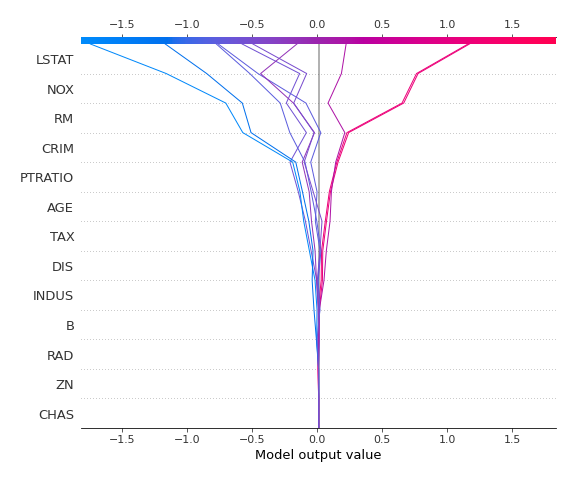 −1.5 −1.0 −0.5 0.0 0.5 1.0 1.5
LSTAT
NOX
RM
CRIM
PTRATIO
AGE
TAX
DIS
INDUS
B
RAD
ZN
CHAS
−1.5 −1.0 −0.5 0.0 0.5 1.0 1.5
Model output value